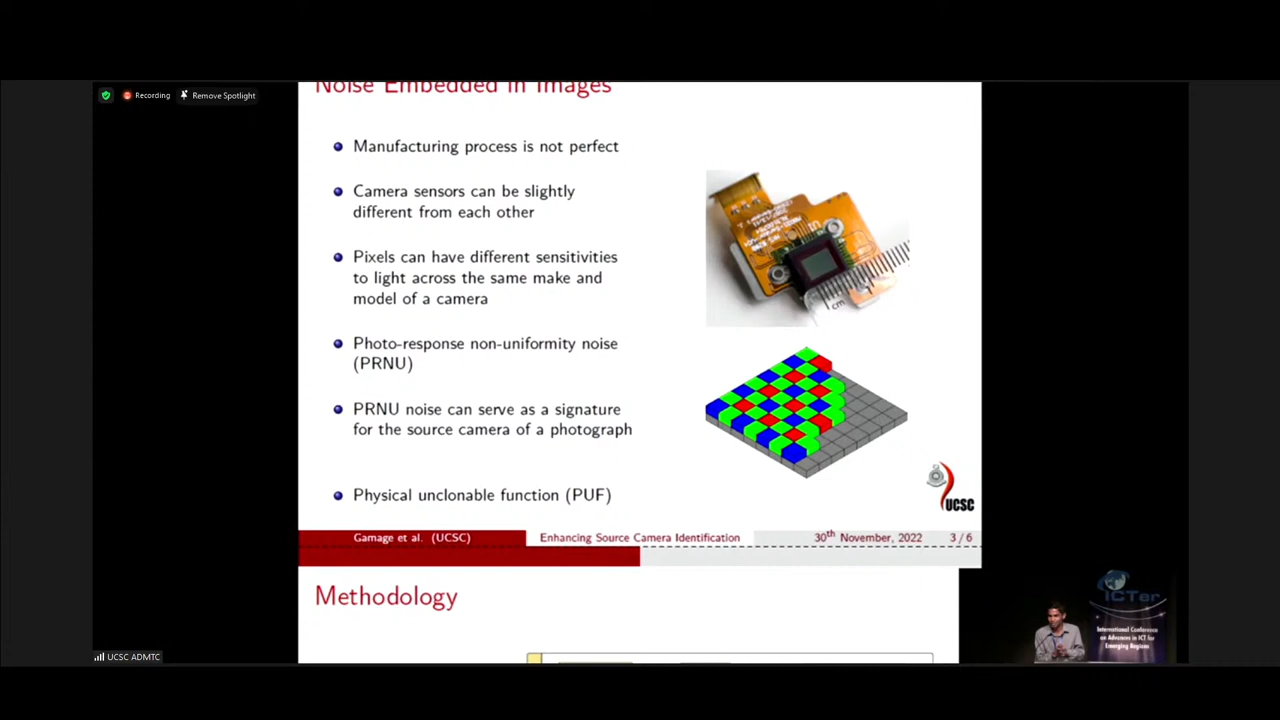 Recording
Remove Spotlight
Noise Embedded in Images
Manufacturing process is not perfect
Camera sensors can be slightly
different from each other
Pixels can have different sensitivities
to light across the same make and
model of a camera
Photo-response non-uniformity noise
(PRNU)
PRNU noise can serve as a signature
for the source camera of a photograph
Physical unclonable function (PUF)
cm
UCSC
Gamage et al. (UCSC)
Enhancing Source Camera Identification
30th November, 2022
3 / 6
Methodology
ICTer
International Conference
on Advances in ICT for
Emerging Regions
UCSC ADMTC